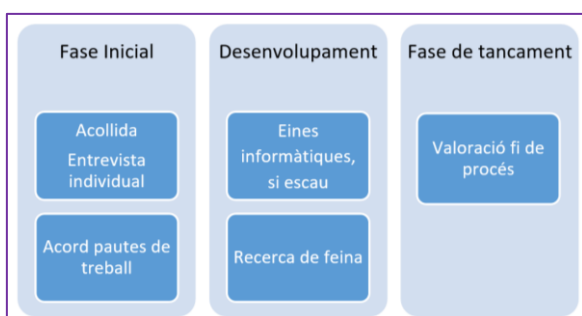 Fase Inicial
Acollida
Entrevista
individual
Acord pautes de
treball
Desenvolupament
Eines
informàtiques,
si escau
Recerca de feina
Fase de tancament
Valoració fi de
procés